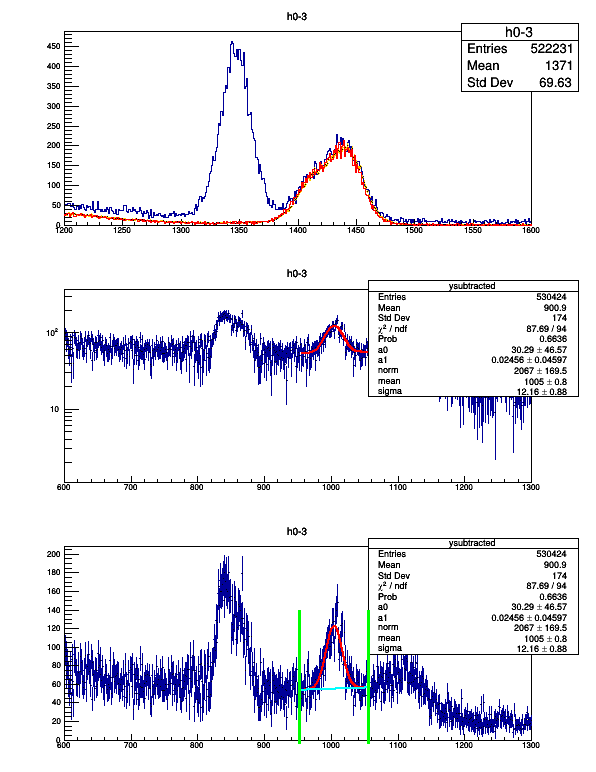 h0-3
h0-3
Entries 522231
Mean 1371
Std Dev 69.63
450
400
350
300
250
200
150
100
50
0
1200 1250 1300 1350 1400 1450 1500 1550 1600
h0-3
ysubtracted
Entries 530424
Mean 900.9
Std Dev 174
χ² / ndf 87.69 / 94
Prob 0.6636
a0 30.29 ± 46.57
a1 0.02456 ± 0.04597
norm 2067 ± 169.5
mean 1005 ± 0.8
sigma 12.16 ± 0.88
10²
10
600 700 800 900 1000 1100 1200 1300
h0-3
ysubtracted
Entries 530424
Mean 900.9
Std Dev 174
χ² / ndf 87.69 / 94
Prob 0.6636
a0 30.29 ± 46.57
a1 0.02456 ± 0.04597
norm 2067 ± 169.5
mean 1005 ± 0.8
sigma 12.16 ± 0.88
200
180
160
140
120
100
80
60
40
20
0
600 700 800 900 1000 1100 1200 1300